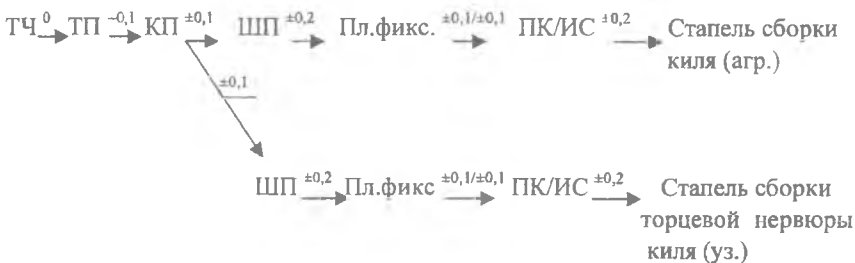 ТЧ 0 ТП -0,1 КП ±0,1 ШП ±0,2 Пл.фикс. ±0,1/±0,1 ПК/ИС ±0,2 Стапель сборки
киля (агр.)
±0,1
ШП ±0,2 Пл.фикс ±0,1/±0,1 ПК/ИС ±0,2 Стапель сборки
торцевой нервюры
киля (уз.)